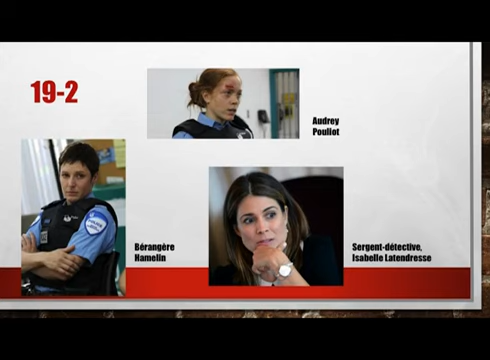 19-2
Audrey
Pouliot
Bérangère
Hamelin
Sergent-détective,
Isabelle Latendresse